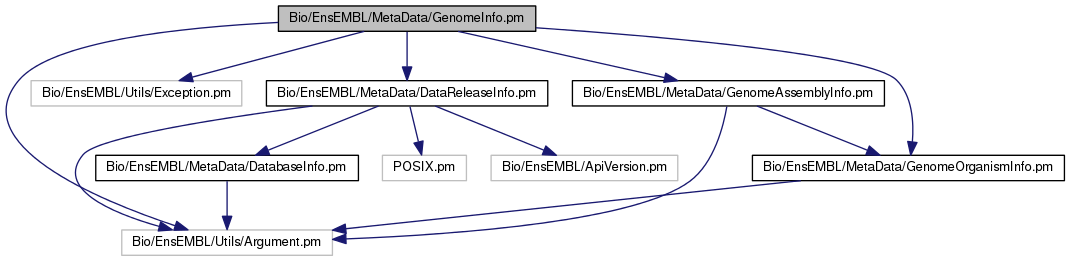 Bio/EnsEMBL/MetaData/GenomeInfo.pm
Bio/EnsEMBL/Utils/Exception.pm
Bio/EnsEMBL/MetaData/DataReleaseInfo.pm
Bio/EnsEMBL/MetaData/GenomeAssemblyInfo.pm
Bio/EnsEMBL/MetaData/DatabaseInfo.pm
POSIX.pm
Bio/EnsEMBL/ApiVersion.pm
Bio/EnsEMBL/MetaData/GenomeOrganismInfo.pm
Bio/EnsEMBL/Utils/Argument.pm